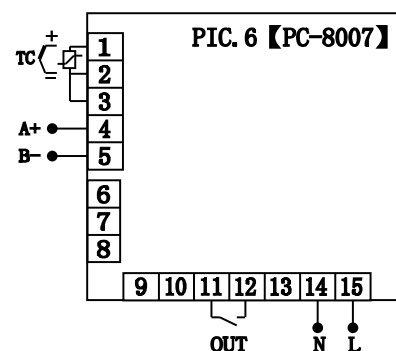 PIC. 6【PC-8007】
TC + −
1
2
3
A+ 4
B− 5
6
7
8
9 10 11 12 13 14 15
OUT N L